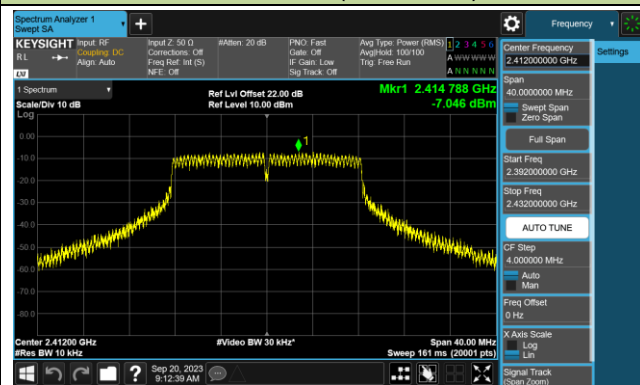 Spectrum Analyzer 1
Swept SA
+
Frequency
KEYSIGHT
Input: RF
Coupling: DC
Align: Auto
R L
LXI
Input Z: 50 Ω
Corrections: Off
Freq Ref: Int (S)
NFE: Off
#Atten: 20 dB
PNO: Fast
Gate: Off
IF Gain: Low
Sig Track: Off
Avg Type: Power (RMS)
Avg|Hold: 100/100
Trig: Free Run
1 2 3 4 5 6
A W W W W W
A N N N N N
Center Frequency
2.412000000 GHz
Settings
Span
40.0000000 MHz
Swept Span
Zero Span
Full Span
Start Freq
2.392000000 GHz
Stop Freq
2.432000000 GHz
AUTO TUNE
CF Step
4.000000 MHz
Auto
Man
Freq Offset
0 Hz
X Axis Scale
Log
Lin
Signal Track
(Span Zoom)
1 Spectrum
Scale/Div 10 dB
Log
Ref Lvl Offset 22.00 dB
Ref Level 10.00 dBm
Mkr1 2.414 788 GHz
-7.046 dBm
1
0.00
-10.0
-20.0
-30.0
-40.0
-50.0
-60.0
-70.0
-80.0
Center 2.41200 GHz
#Res BW 10 kHz
#Video BW 30 kHz*
Span 40.00 MHz
Sweep 161 ms (20001 pts)
?
Sep 20, 2023
9:12:39 AM